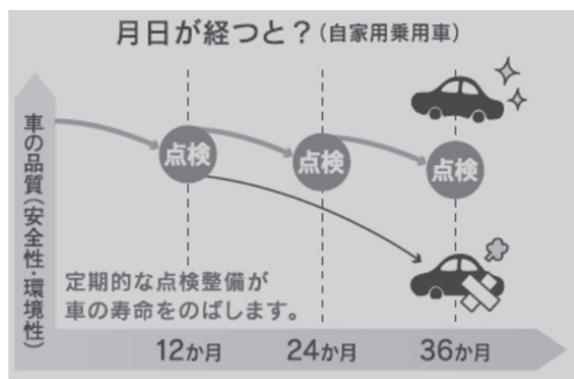 月日が経つと？(自家用乗用車)
車の品質(安全性・環境性)
点検
点検
点検
定期的な点検整備が
車の寿命をのばします。
12か月
24か月
36か月